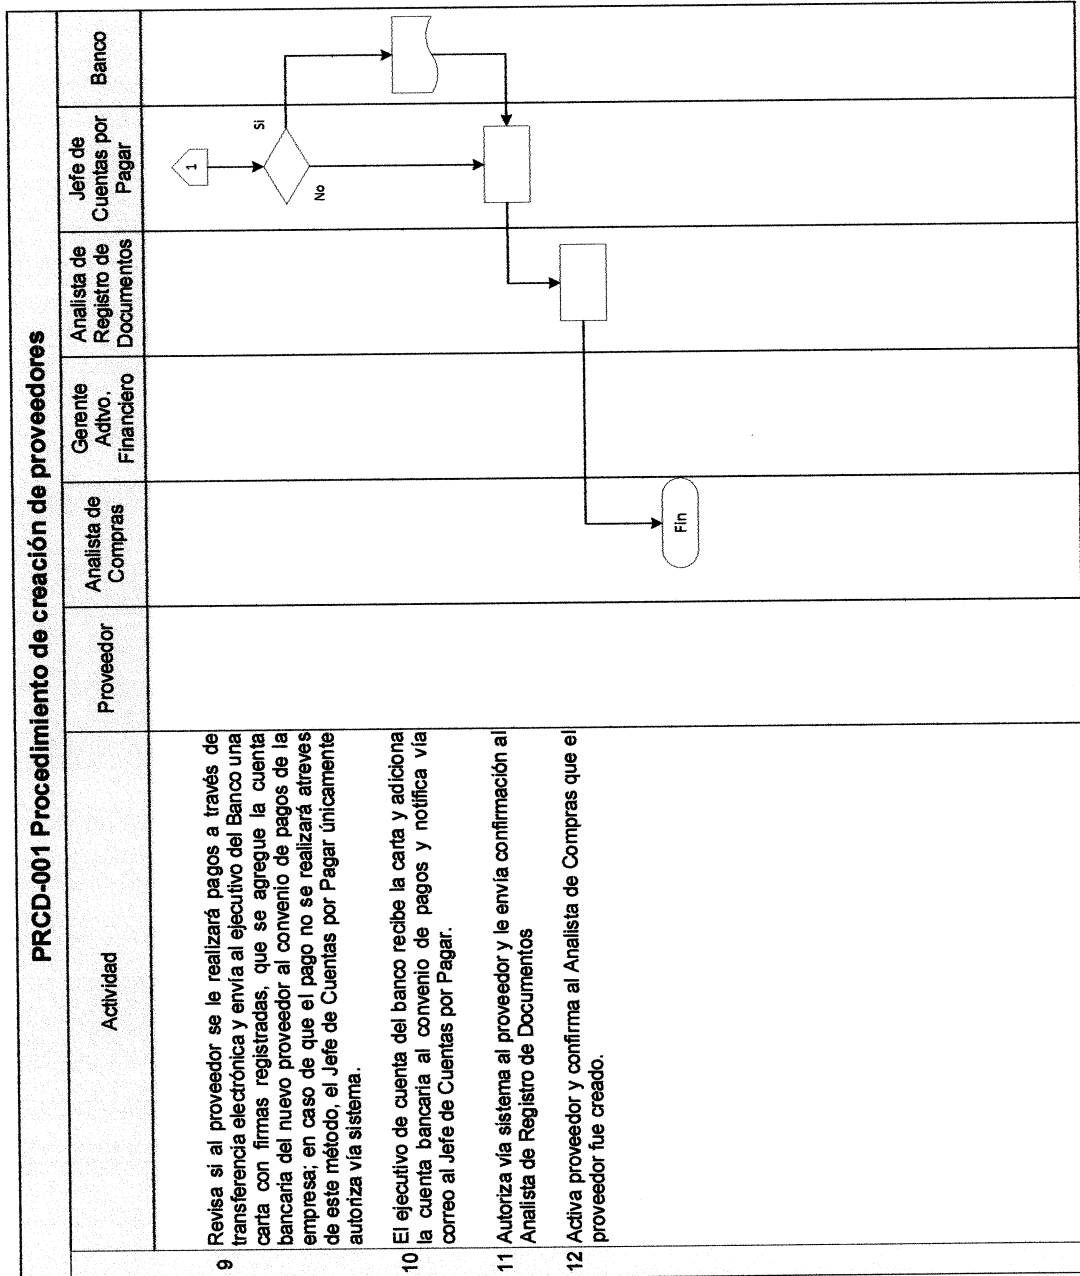 PRCD-001 Procedimiento de creación de proveedores
Actividad
Proveedor
Analista de
Compras
Gerente
Adtvo.
Financiero
Analista de
Registro de
Documentos
Jefe de
Cuentas por
Pagar
Banco
9
Revisa si al proveedor se le realizará pagos a través de
transferencia electrónica y envía al ejecutivo del Banco una
carta con firmas registradas, que se agregue la cuenta
bancaria del nuevo proveedor al convenio de pagos de la
empresa; en caso de que el pago no se realizará atreves
de este método, el Jefe de Cuentas por Pagar únicamente
autoriza vía sistema.
10
El ejecutivo de cuenta del banco recibe la carta y adiciona
la cuenta bancaria al convenio de pagos y notifica vía
correo al Jefe de Cuentas por Pagar.
11 Autoriza vía sistema al proveedor y le envía confirmación al
Analista de Registro de Documentos
12 Activa proveedor y confirma al Analista de Compras que el
proveedor fue creado.
1
Si
No
Fin